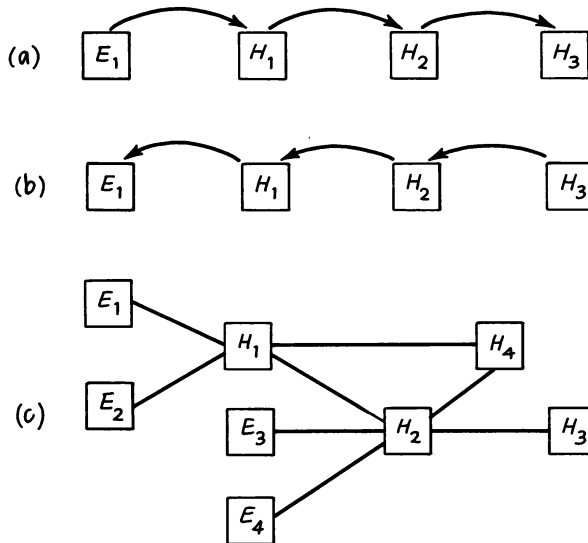 (a) E₁ H₁ H₂ H₃
(b) E₁ H₁ H₂ H₃
E₁
H₁ H₄
E₂
(c) E₃ H₂ H₃
E₄